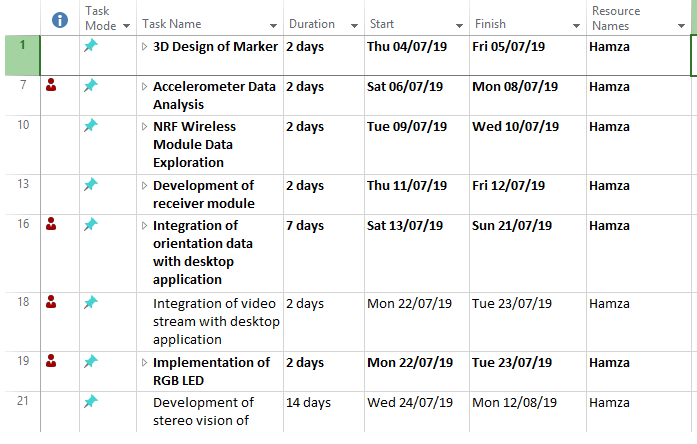 Task Mode Task Name Duration Start Finish Resource Names
1 3D Design of Marker 2 days Thu 04/07/19 Fri 05/07/19 Hamza
7 Accelerometer Data 2 days Sat 06/07/19 Mon 08/07/19 Hamza
Analysis
10 NRF Wireless 2 days Tue 09/07/19 Wed 10/07/19 Hamza
Module Data
Exploration
13 Development of 2 days Thu 11/07/19 Fri 12/07/19 Hamza
receiver module
16 Integration of 7 days Sat 13/07/19 Sun 21/07/19 Hamza
orientation data
with desktop
application
18 Integration of video 2 days Mon 22/07/19 Tue 23/07/19 Hamza
stream with desktop
application
19 Implementation of 2 days Mon 22/07/19 Tue 23/07/19 Hamza
RGB LED
21 Development of 14 days Wed 24/07/19 Mon 12/08/19 Hamza
stereo vision of